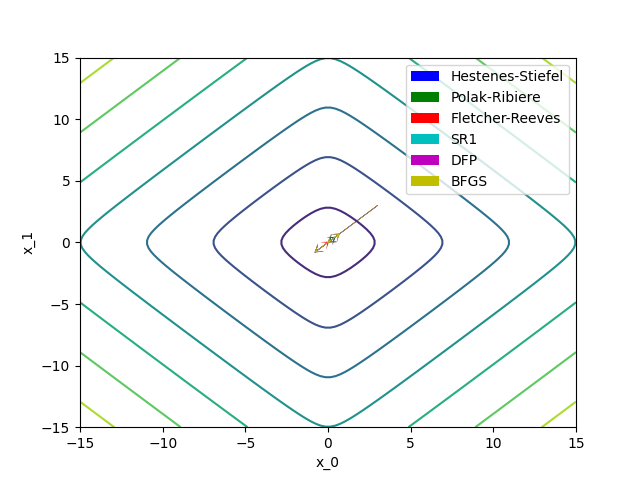 15
10
5
0
−5
−10
−15
x_1
Hestenes-Stiefel
Polak-Ribiere
Fletcher-Reeves
SR1
DFP
BFGS
−15
−10
−5
0
5
10
15
x_0